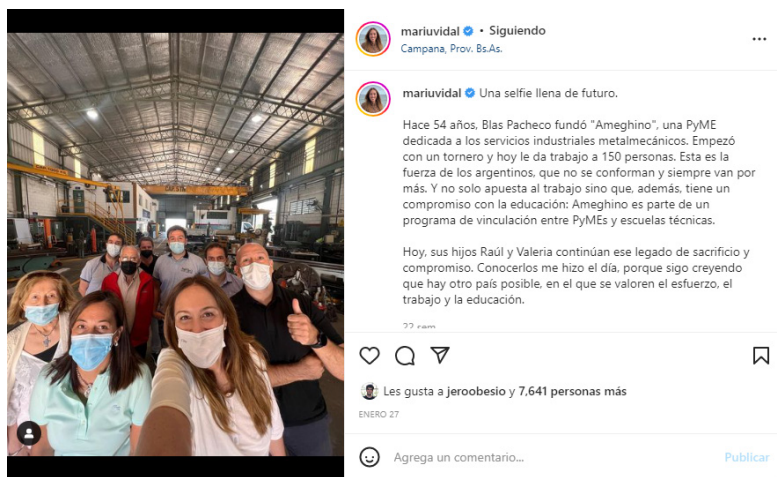 mariuvidal • Siguiendo
Campana, Prov. Bs.As.
mariuvidal Una selfie llena de futuro.
Hace 54 años, Blas Pacheco fundó "Ameghino", una PyME
dedicada a los servicios industriales metalmecánicos. Empezó
con un tornero y hoy le da trabajo a 150 personas. Esta es la
fuerza de los argentinos, que no se conforman y siempre van por
más. Y no solo apuesta al trabajo sino que, además, tiene un
compromiso con la educación: Ameghino es parte de un
programa de vinculación entre PyMEs y escuelas técnicas.
Hoy, sus hijos Raúl y Valeria continúan ese legado de sacrificio y
compromiso. Conocerlos me hizo el día, porque sigo creyendo
que hay otro país posible, en el que se valoren el esfuerzo, el
trabajo y la educación.
22 sem
Les gusta a jeroobesio y 7,641 personas más
ENERO 27
Agrega un comentario...
Publicar